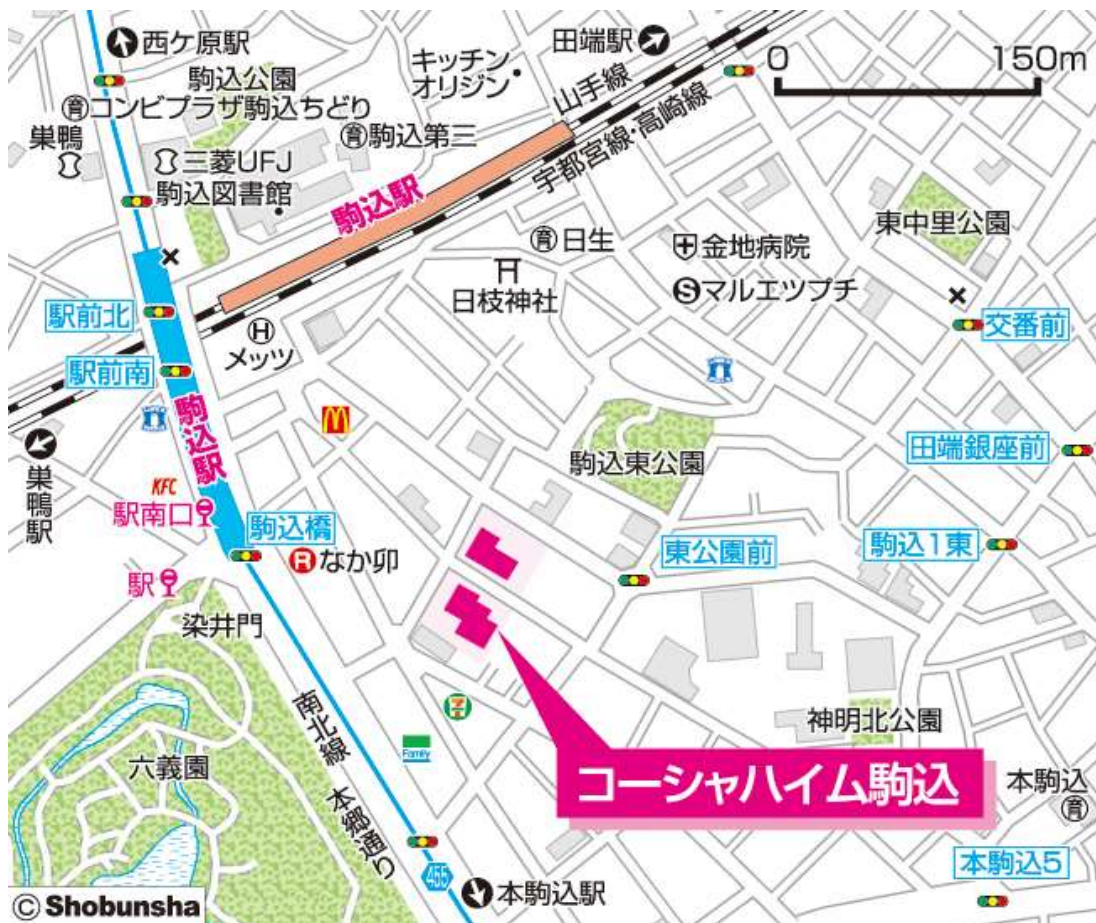 西ケ原駅
駒込公園
育コンビプラザ駒込ちどり
巣鴨
三菱UFJ
駒込図書館
育駒込第三
キッチン
オリジン
田端駅
0
150m
山手線
宇都宮線・高崎線
駒込駅
東中里公園
育日生
日枝神社
金地病院
Sマルエツプチ
交番前
駅前北
駅前南
H
メッツ
駒込駅
巣鴨駅
M
KFC
駅南口
駒込橋
Rなか卯
駅
染井門
駒込東公園
田端銀座前
東公園前
駒込1東
神明北公園
コーシャハイム駒込
7
Family
六義園
南北線
本郷通り
本駒込
育
本駒込5
455
本駒込駅
© Shobunsha